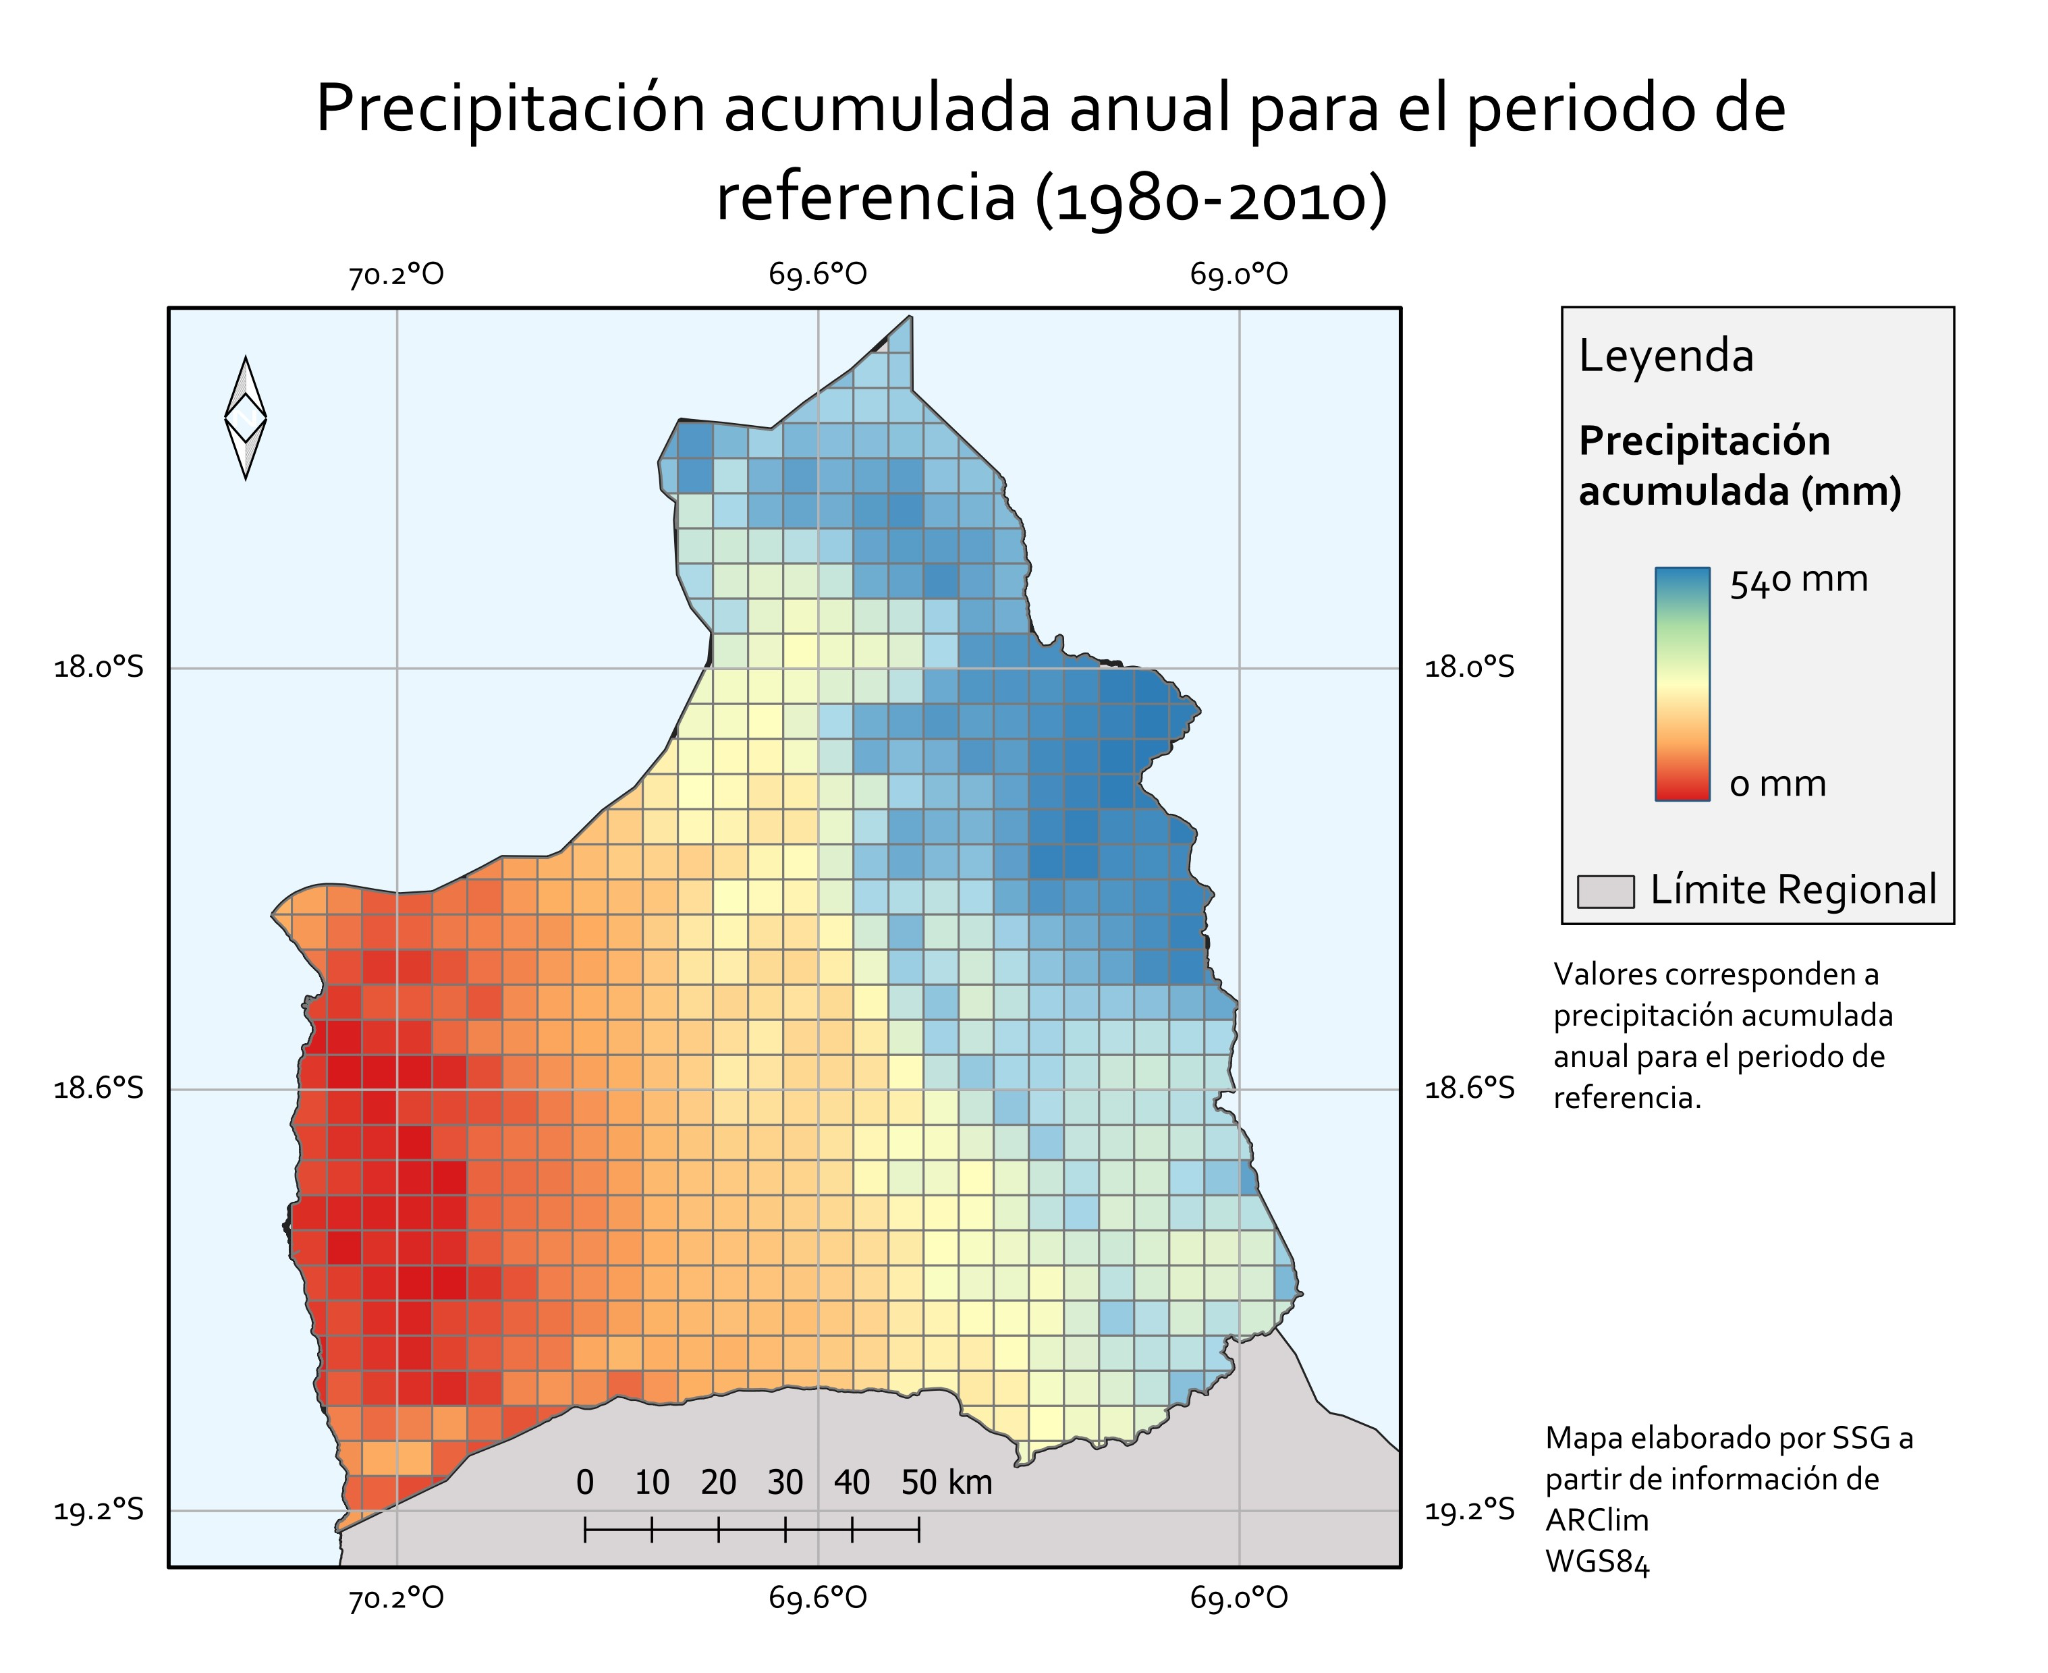 Precipitación acumulada anual para el periodo de
referencia (1980-2010)
70.2°O 69.6°O 69.0°O
18.0°S 18.0°S
18.6°S 18.6°S
19.2°S 19.2°S
0 10 20 30 40 50 km
70.2°O 69.6°O 69.0°O
Leyenda
Precipitación
acumulada (mm)
540 mm
0 mm
Límite Regional
Valores corresponden a
precipitación acumulada
anual para el periodo de
referencia.
Mapa elaborado por SSG a
partir de información de
ARClim
WGS84